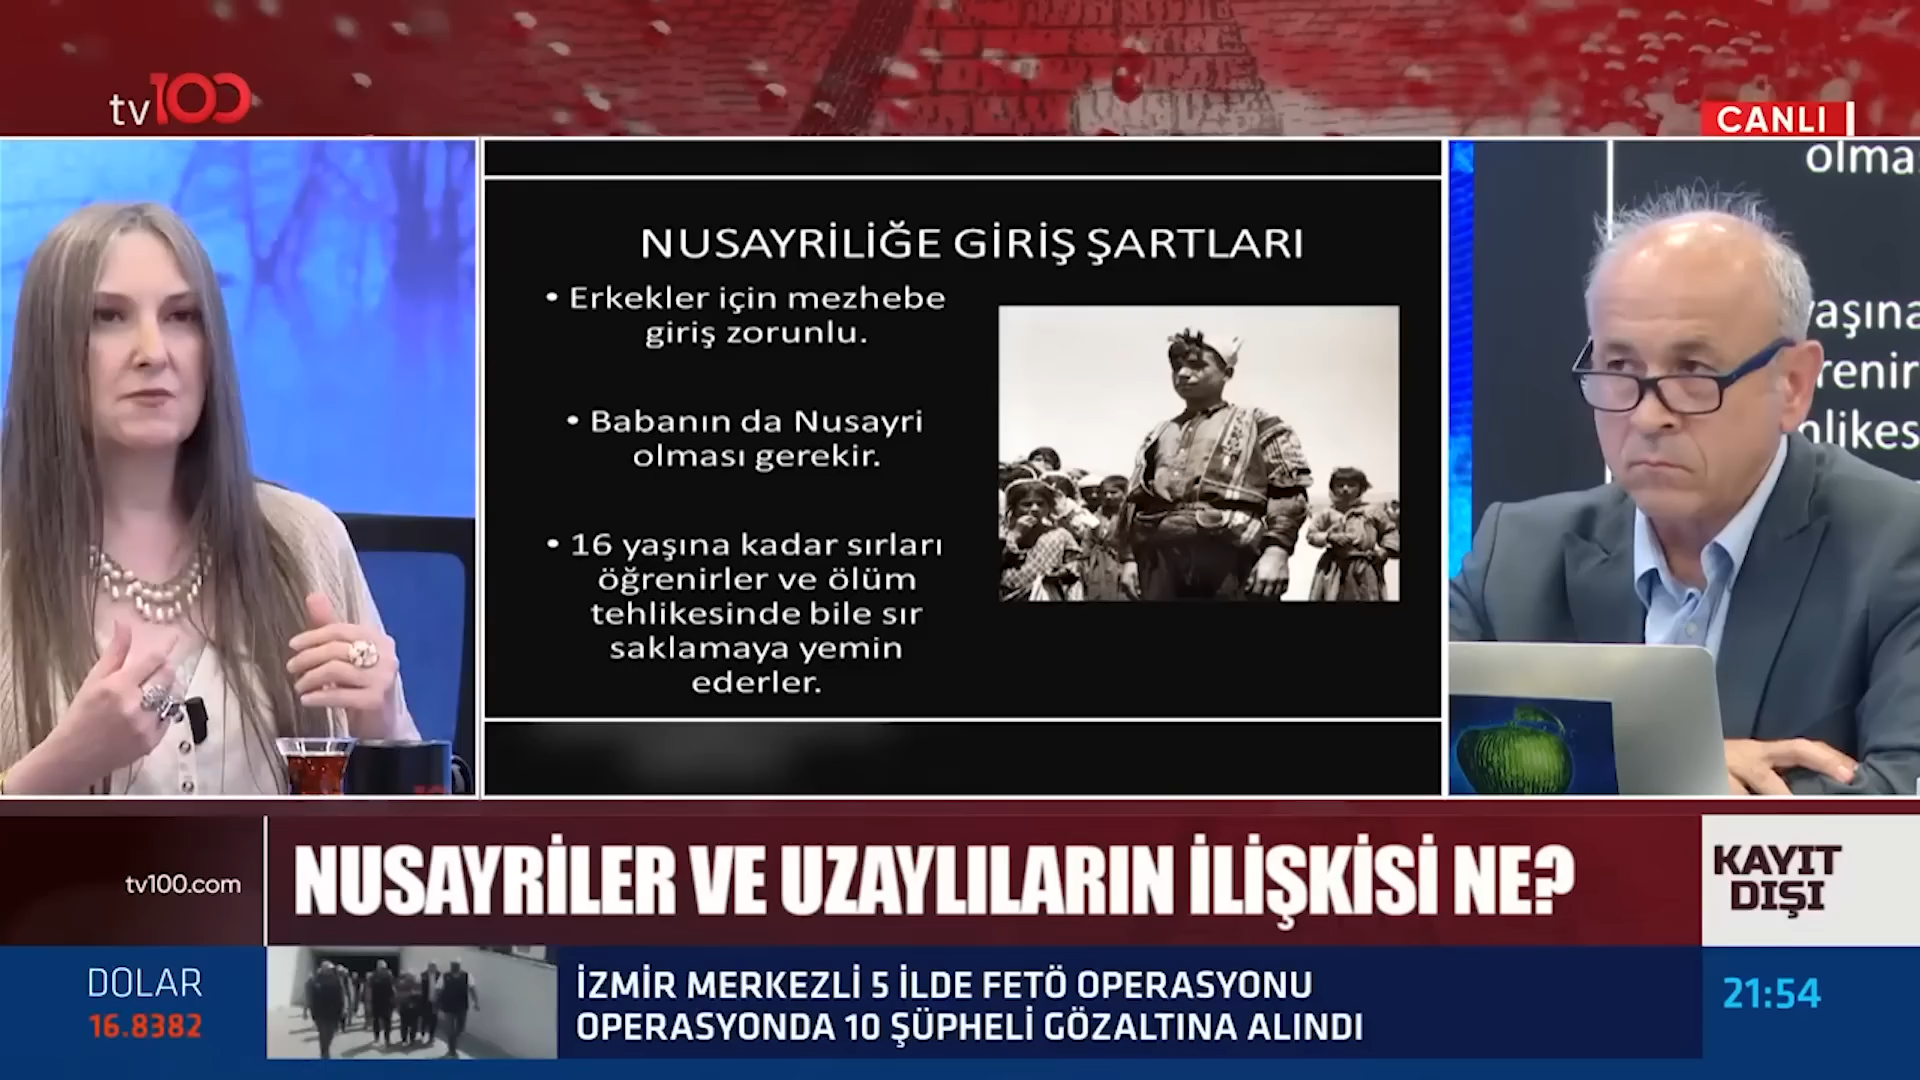 tv100
CANLI
NUSAYRİLİĞE GİRİŞ ŞARTLARI
• Erkekler için mezhebe
giriş zorunlu.
• Babanın da Nusayri
olması gerekir.
• 16 yaşına kadar sırları
öğrenirler ve ölüm
tehlikesinde bile sır
saklamaya yemin
ederler.
olmas
yaşına
renir
hlikes
tv100.com
NUSAYRİLER VE UZAYLILARIN İLİŞKİSİ NE?
KAYIT
DIŞI
DOLAR
16.8382
İZMİR MERKEZLİ 5 İLDE FETÖ OPERASYONU
OPERASYONDA 10 ŞÜPHELİ GÖZALTINA ALINDI
21:54